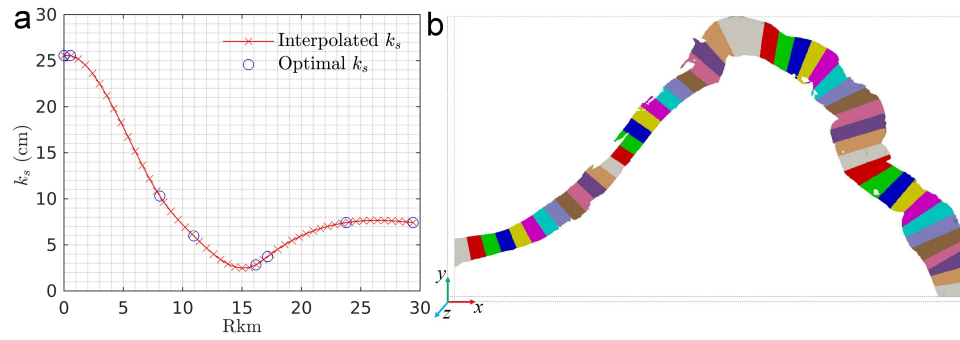 a
30
25
20
15
10
5
0
k_s (cm)
Interpolated k_s
Optimal k_s
0 5 10 15 20 25 30
Rkm
b
y
x
z